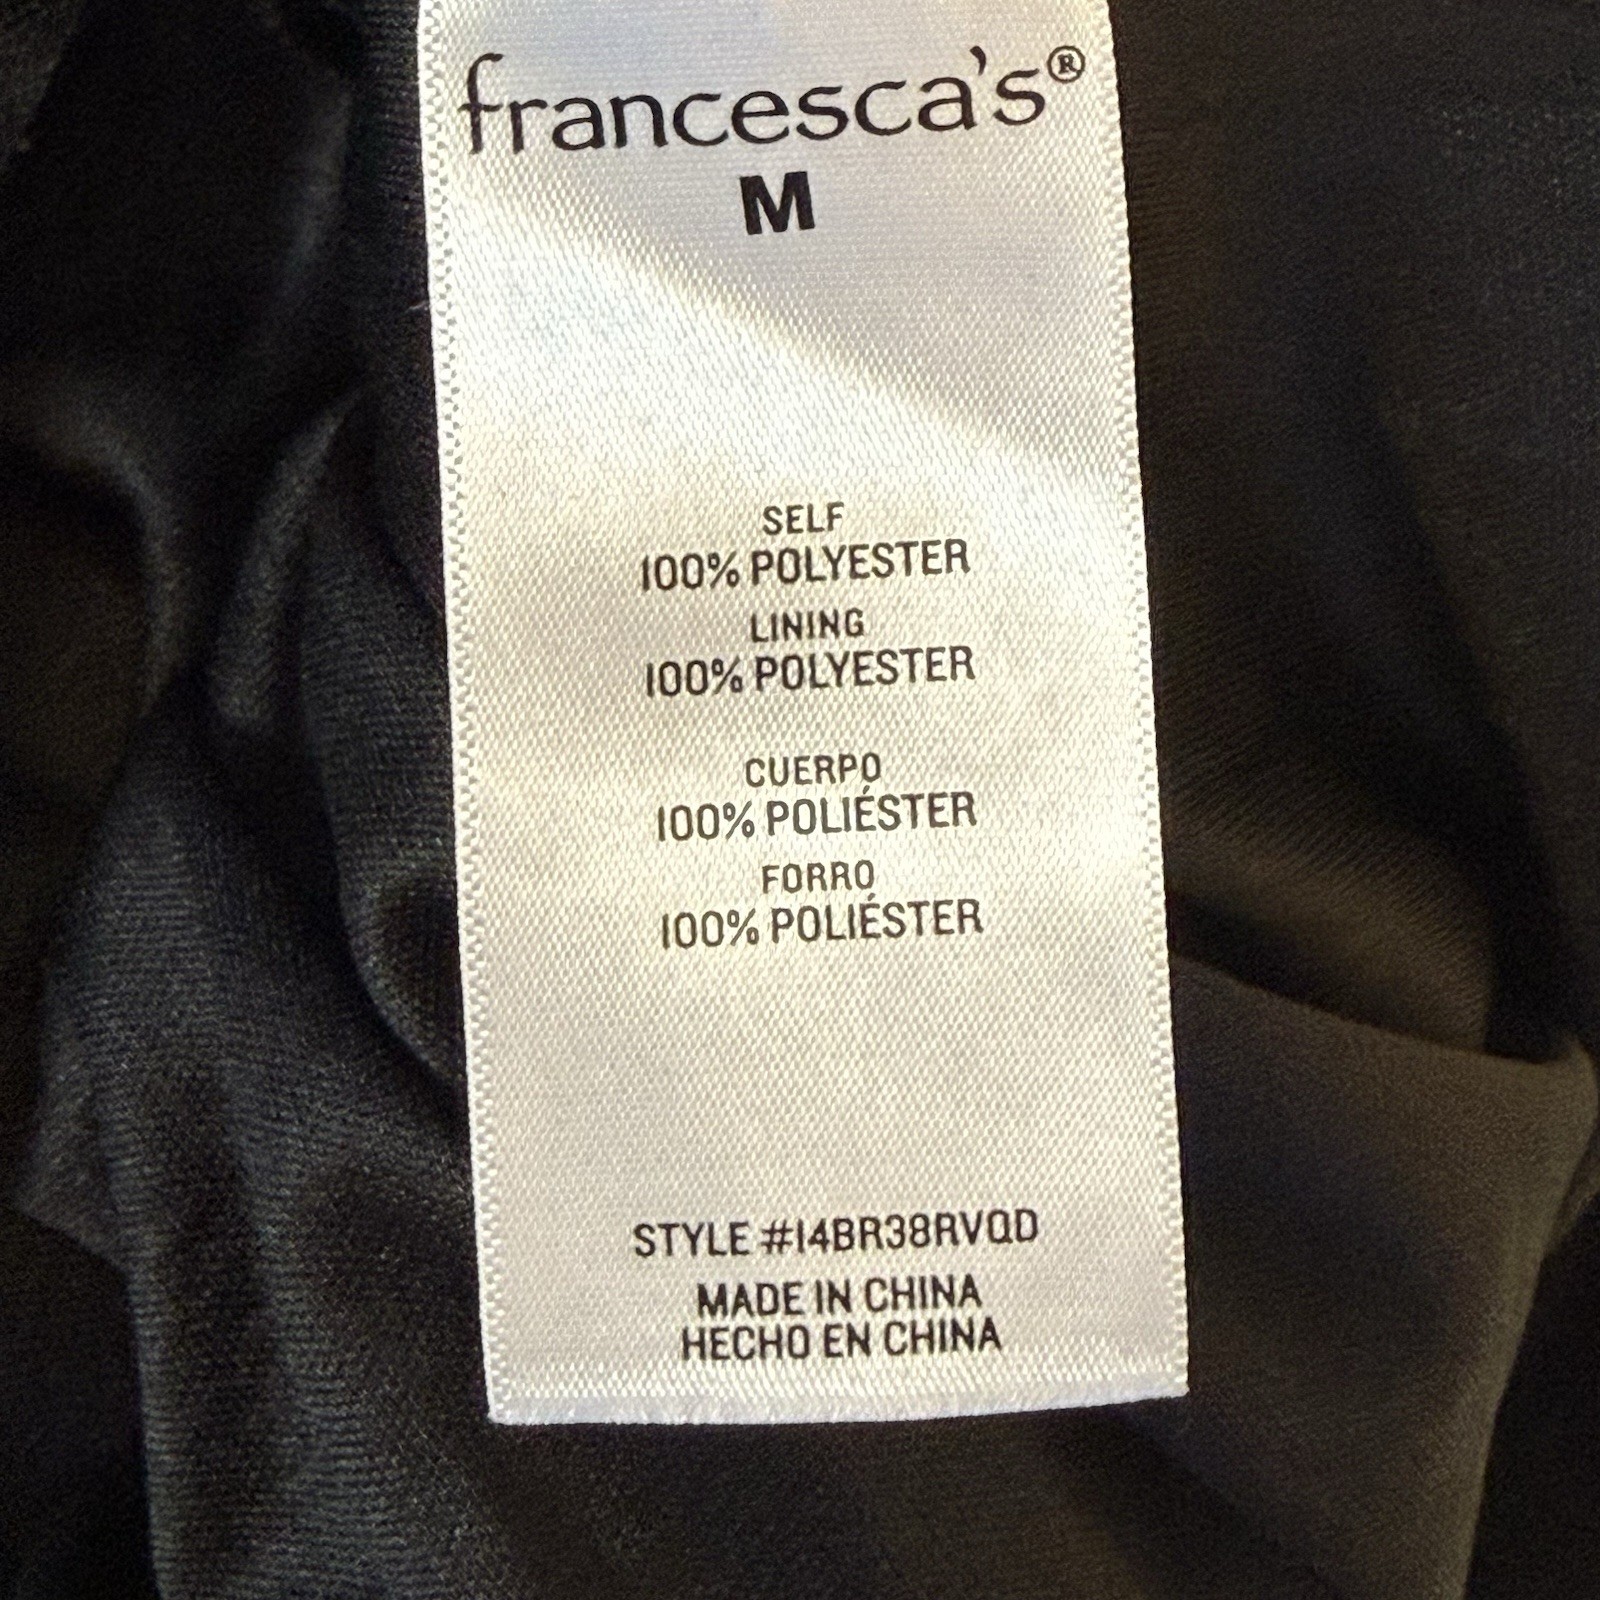 francesca's®
M
SELF
100% POLYESTER
LINING
100% POLYESTER
CUERPO
100% POLIÉSTER
FORRO
100% POLIÉSTER
STYLE #14BR38RVQD
MADE IN CHINA
HECHO EN CHINA